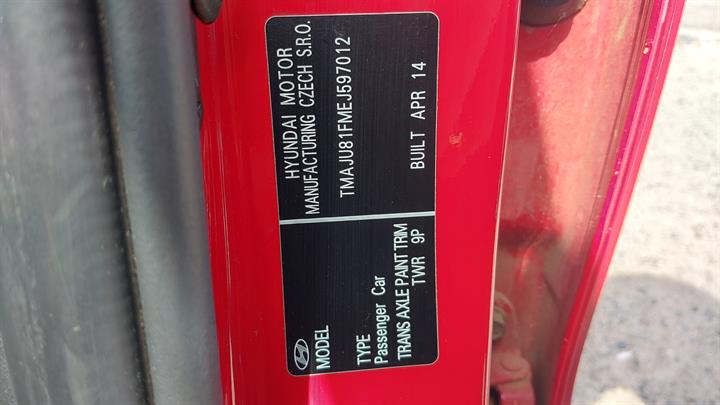 HYUNDAI MOTOR
MANUFACTURING CZECH S.R.O.
TMAJU81FMEJ597012
BUILT APR 14
MODEL
TYPE
Passenger Car
TRANS AXLE PAINT TRIM
TWR 9P